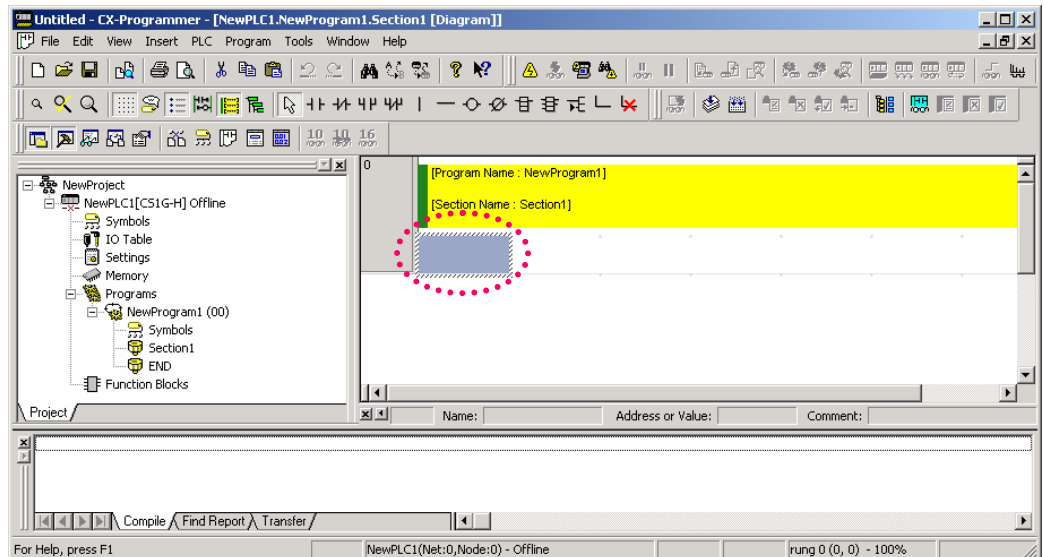 Untitled - CX-Programmer - [NewPLC1.NewProgram1.Section1 [Diagram]]
File Edit View Insert PLC Program Tools Window Help
10 10 16
0
[Program Name : NewProgram1]
[Section Name : Section1]
NewProject
NewPLC1[CS1G-H] Offline
Symbols
IO Table
Settings
Memory
Programs
NewProgram1 (00)
Symbols
Section1
END
Function Blocks
Project
Name: Address or Value: Comment:
Compile Find Report Transfer
For Help, press F1 NewPLC1(Net:0,Node:0) - Offline rung 0 (0, 0) - 100%